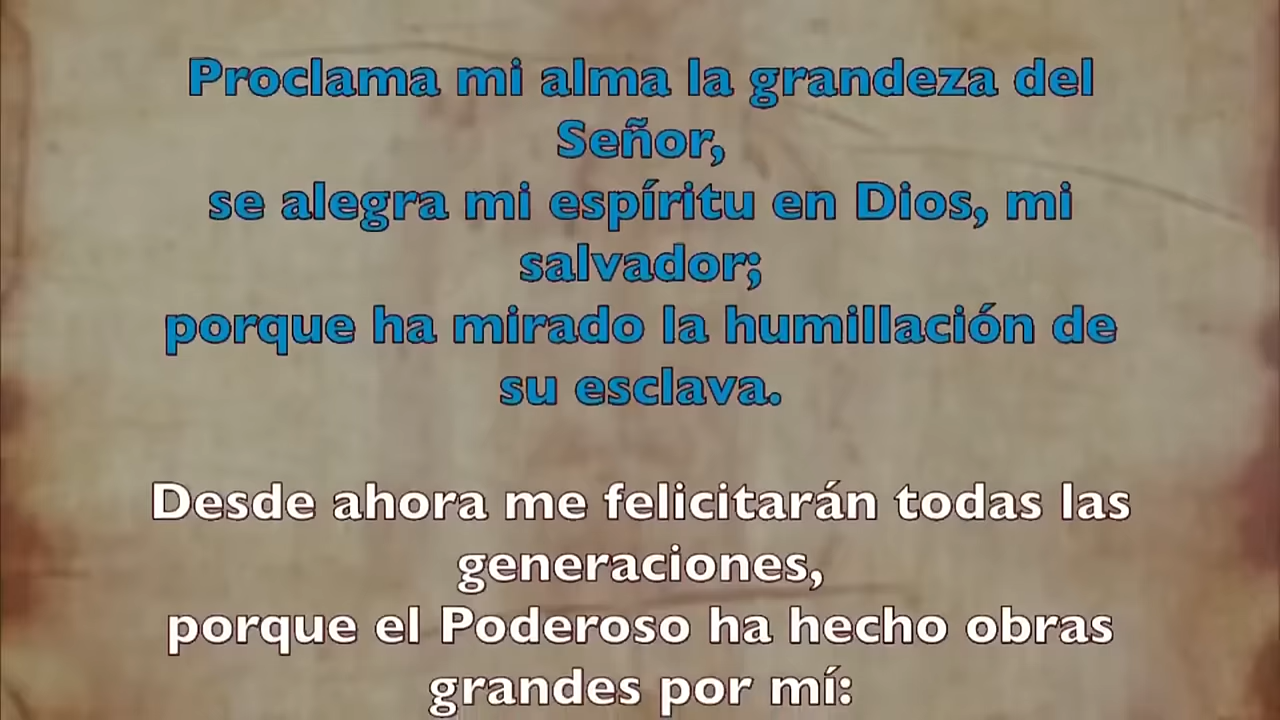 Proclama mi alma la grandeza del
Señor,
se alegra mi espíritu en Dios, mi
salvador;
porque ha mirado la humillación de
su esclava.
Desde ahora me felicitarán todas las
generaciones,
porque el Poderoso ha hecho obras
grandes por mí: